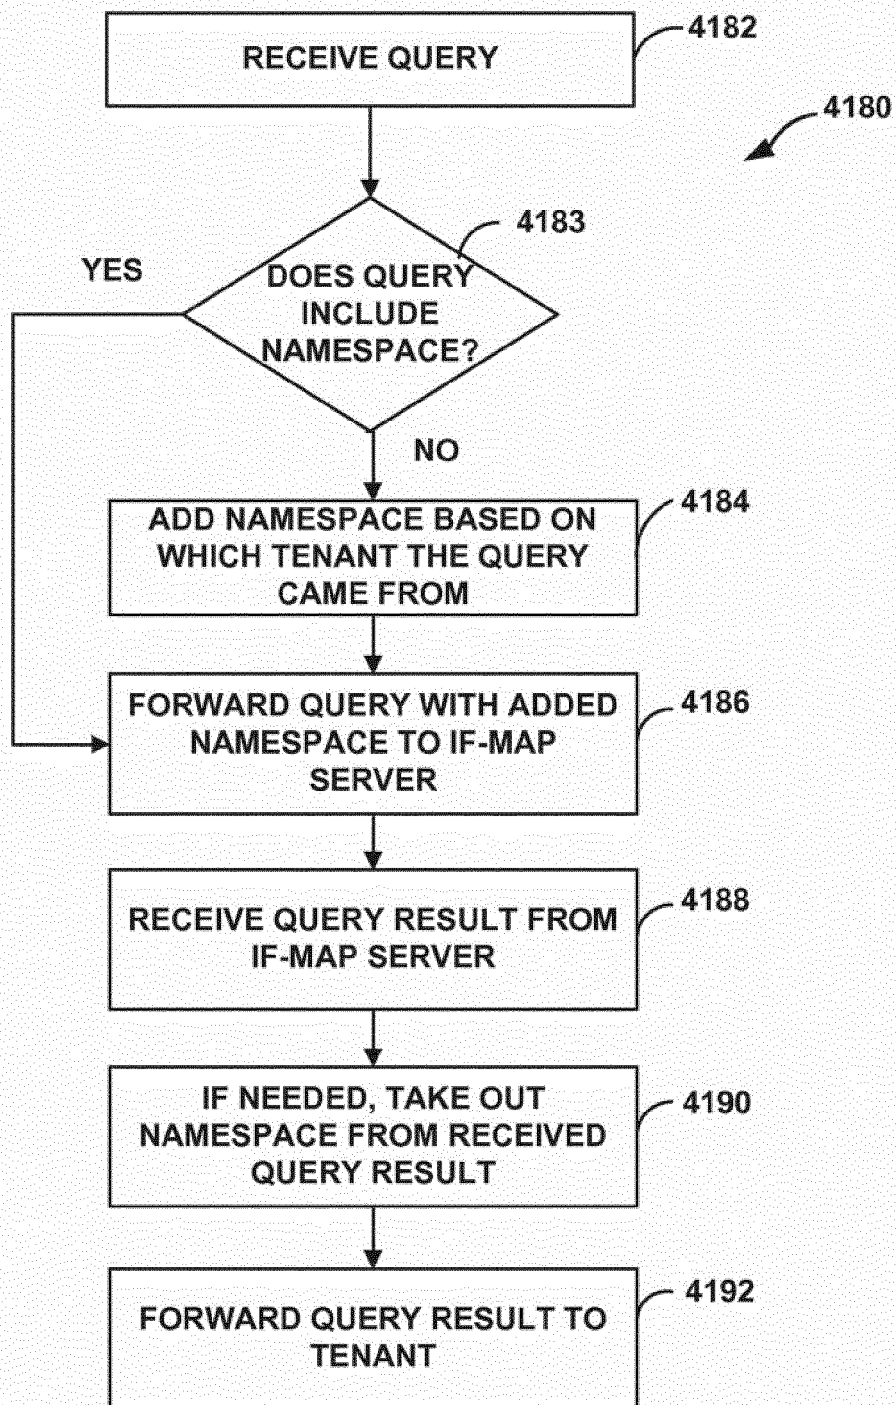 RECEIVE QUERY
4182
4180
4183
YES
DOES QUERY
INCLUDE
NAMESPACE?
NO
4184
ADD NAMESPACE BASED ON
WHICH TENANT THE QUERY
CAME FROM
4186
FORWARD QUERY WITH ADDED
NAMESPACE TO IF-MAP
SERVER
4188
RECEIVE QUERY RESULT FROM
IF-MAP SERVER
4190
IF NEEDED, TAKE OUT
NAMESPACE FROM RECEIVED
QUERY RESULT
4192
FORWARD QUERY RESULT TO
TENANT